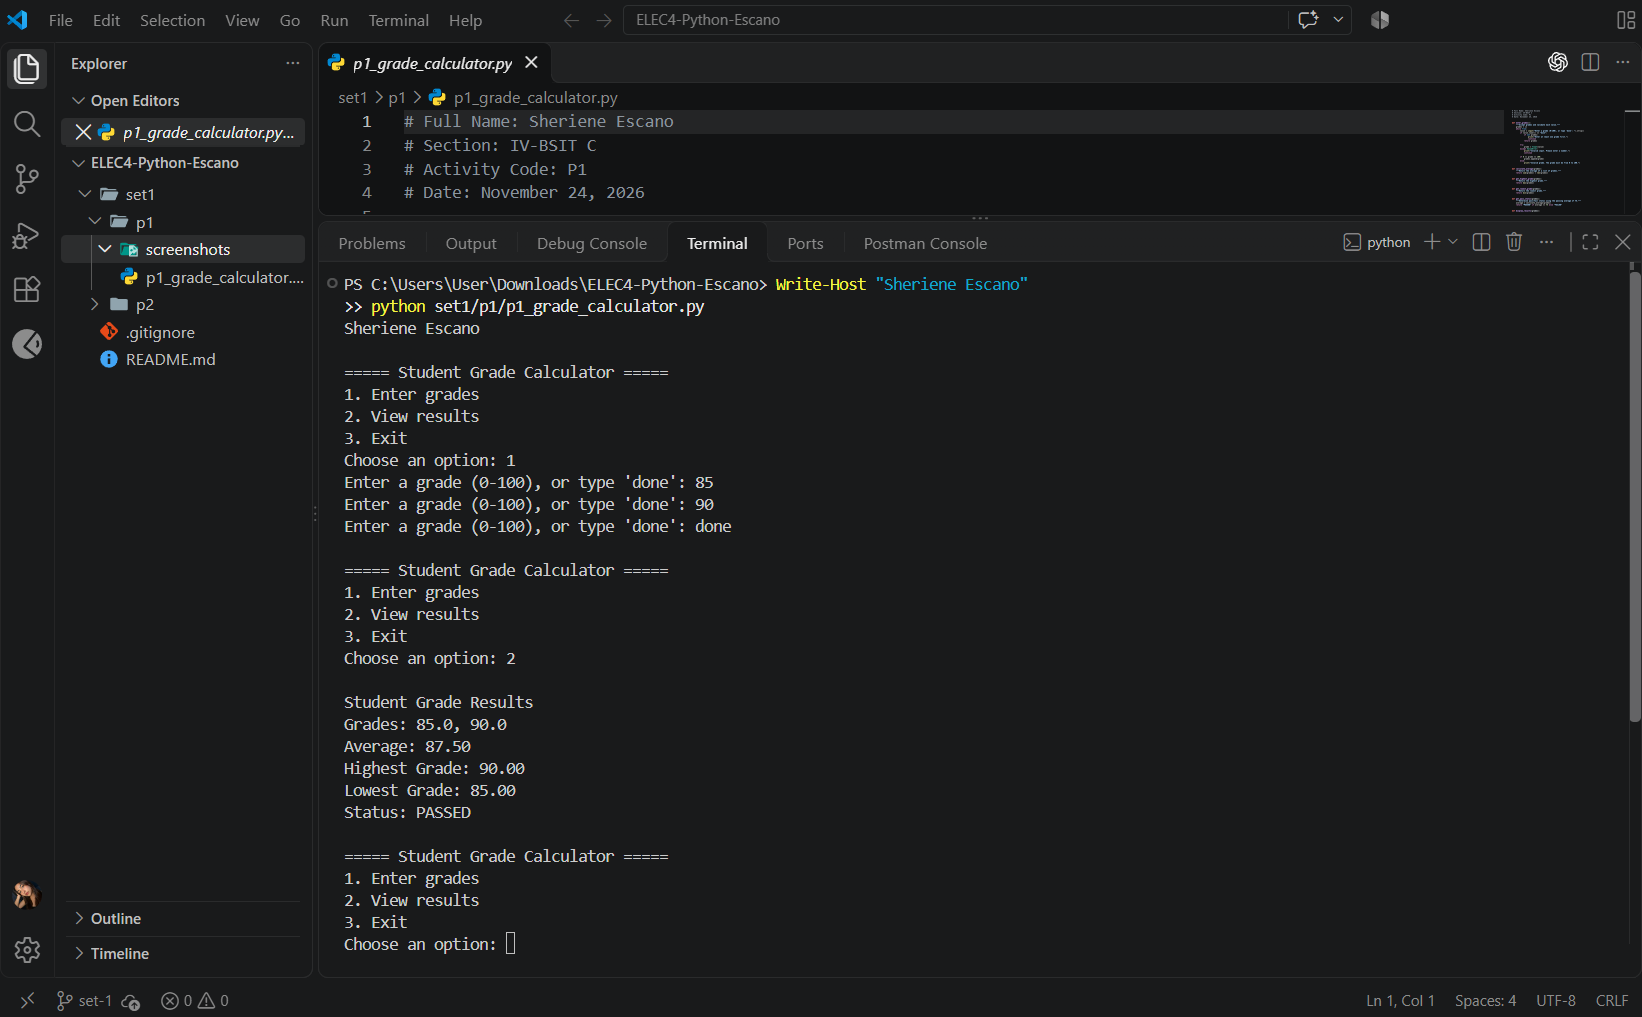 File Edit Selection View Go Run Terminal Help
ELEC4-Python-Escano
Explorer
Open Editors
p1_grade_calculator.py...
ELEC4-Python-Escano
set1
p1
screenshots
p1_grade_calculator....
p2
.gitignore
README.md
Outline
Timeline
p1_grade_calculator.py
set1 > p1 > p1_grade_calculator.py
1 # Full Name: Sheriene Escano
2 # Section: IV-BSIT C
3 # Activity Code: P1
4 # Date: November 24, 2026
Problems Output Debug Console Terminal Ports Postman Console
python
PS C:\Users\User\Downloads\ELEC4-Python-Escano> Write-Host "Sheriene Escano"
>> python set1/p1/p1_grade_calculator.py
Sheriene Escano
===== Student Grade Calculator =====
1. Enter grades
2. View results
3. Exit
Choose an option: 1
Enter a grade (0-100), or type 'done': 85
Enter a grade (0-100), or type 'done': 90
Enter a grade (0-100), or type 'done': done
===== Student Grade Calculator =====
1. Enter grades
2. View results
3. Exit
Choose an option: 2
Student Grade Results
Grades: 85.0, 90.0
Average: 87.50
Highest Grade: 90.00
Lowest Grade: 85.00
Status: PASSED
===== Student Grade Calculator =====
1. Enter grades
2. View results
3. Exit
Choose an option:
set-1 0 0
Ln 1, Col 1 Spaces: 4 UTF-8 CRLF